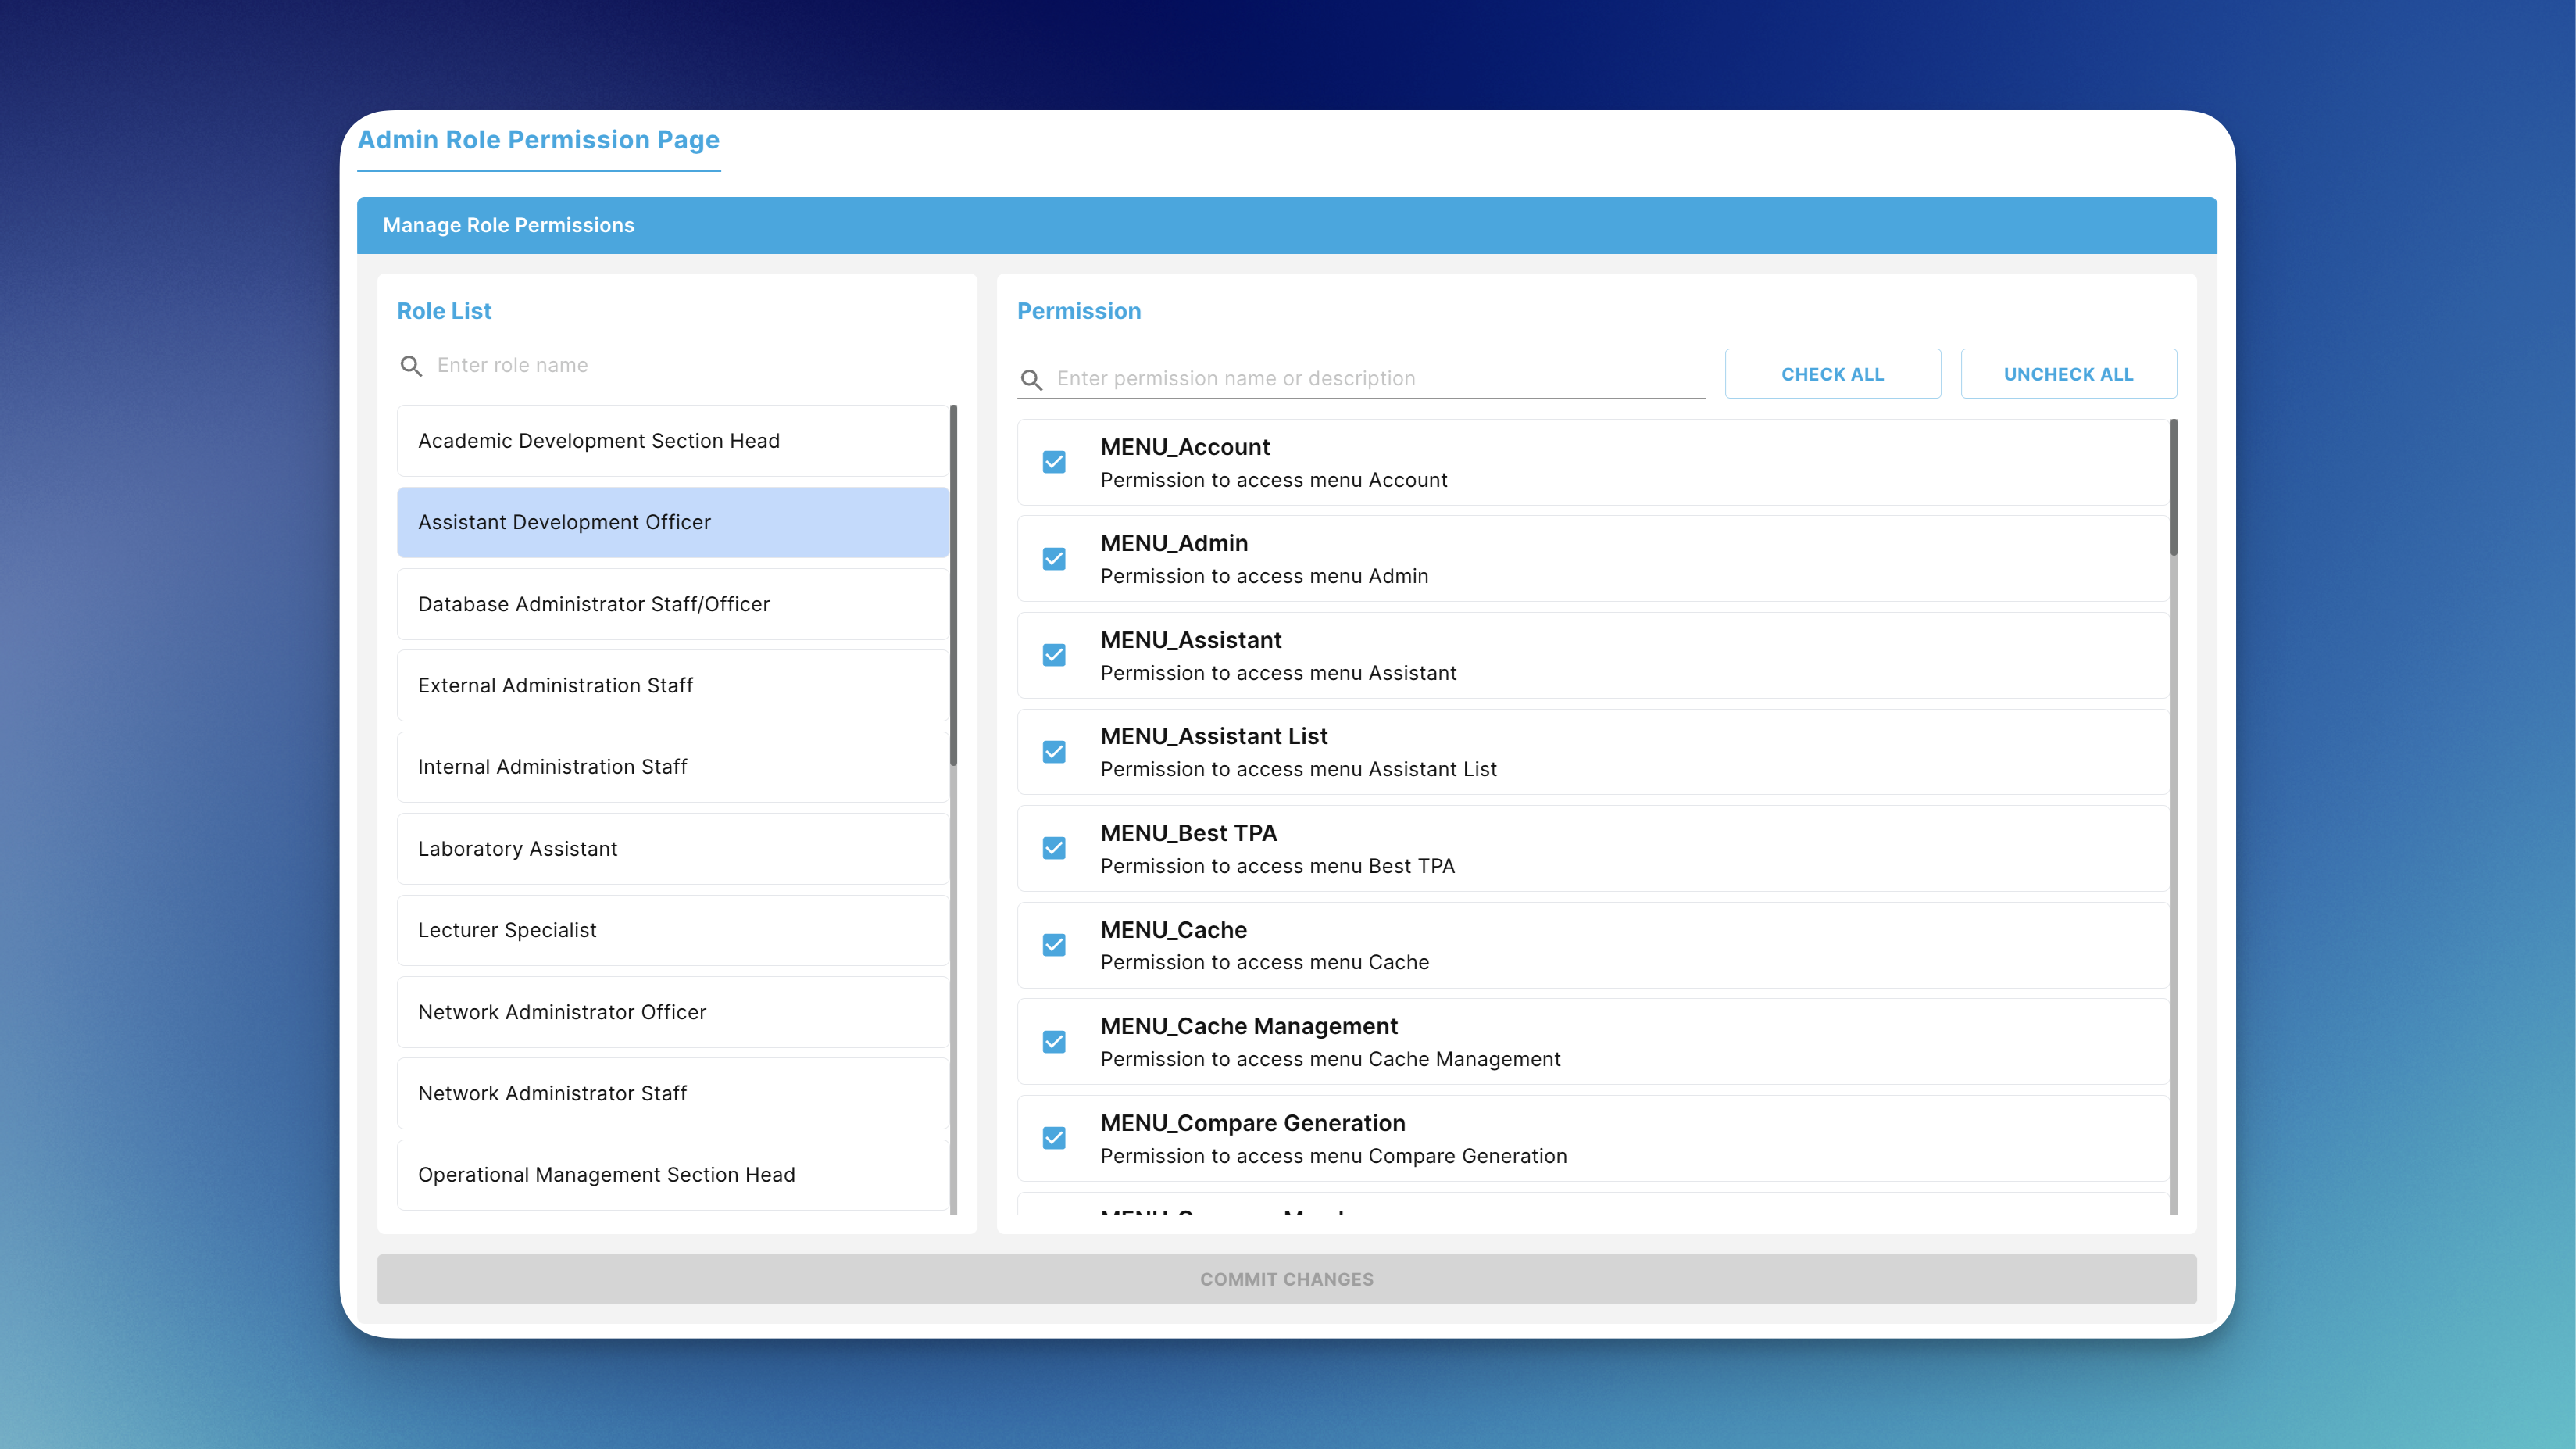 Admin Role Permission Page
Manage Role Permissions
Role List
Enter role name
Academic Development Section Head
Assistant Development Officer
Database Administrator Staff/Officer
External Administration Staff
Internal Administration Staff
Laboratory Assistant
Lecturer Specialist
Network Administrator Officer
Network Administrator Staff
Operational Management Section Head
Permission
Enter permission name or description
CHECK ALL
UNCHECK ALL
MENU_Account
Permission to access menu Account
MENU_Admin
Permission to access menu Admin
MENU_Assistant
Permission to access menu Assistant
MENU_Assistant List
Permission to access menu Assistant List
MENU_Best TPA
Permission to access menu Best TPA
MENU_Cache
Permission to access menu Cache
MENU_Cache Management
Permission to access menu Cache Management
MENU_Compare Generation
Permission to access menu Compare Generation
COMMIT CHANGES